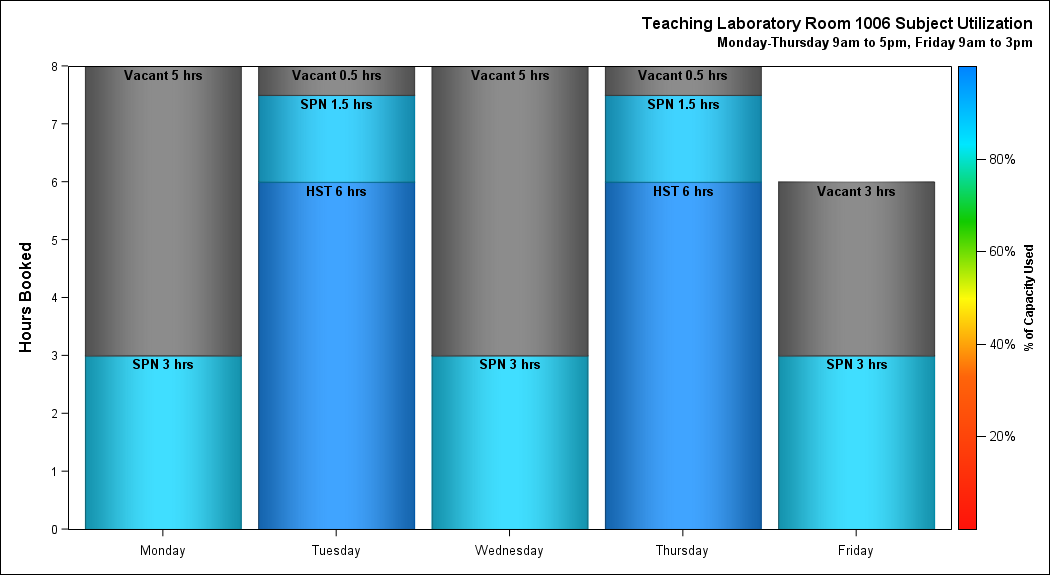 Teaching Laboratory Room 1006 Subject Utilization
Monday-Thursday 9am to 5pm, Friday 9am to 3pm
Hours Booked
8
7
6
5
4
3
2
1
0
Vacant 5 hrs
SPN 3 hrs
Vacant 0.5 hrs
SPN 1.5 hrs
HST 6 hrs
Vacant 5 hrs
SPN 3 hrs
Vacant 0.5 hrs
SPN 1.5 hrs
HST 6 hrs
Vacant 3 hrs
SPN 3 hrs
Monday
Tuesday
Wednesday
Thursday
Friday
80%
60%
40%
20%
% of Capacity Used